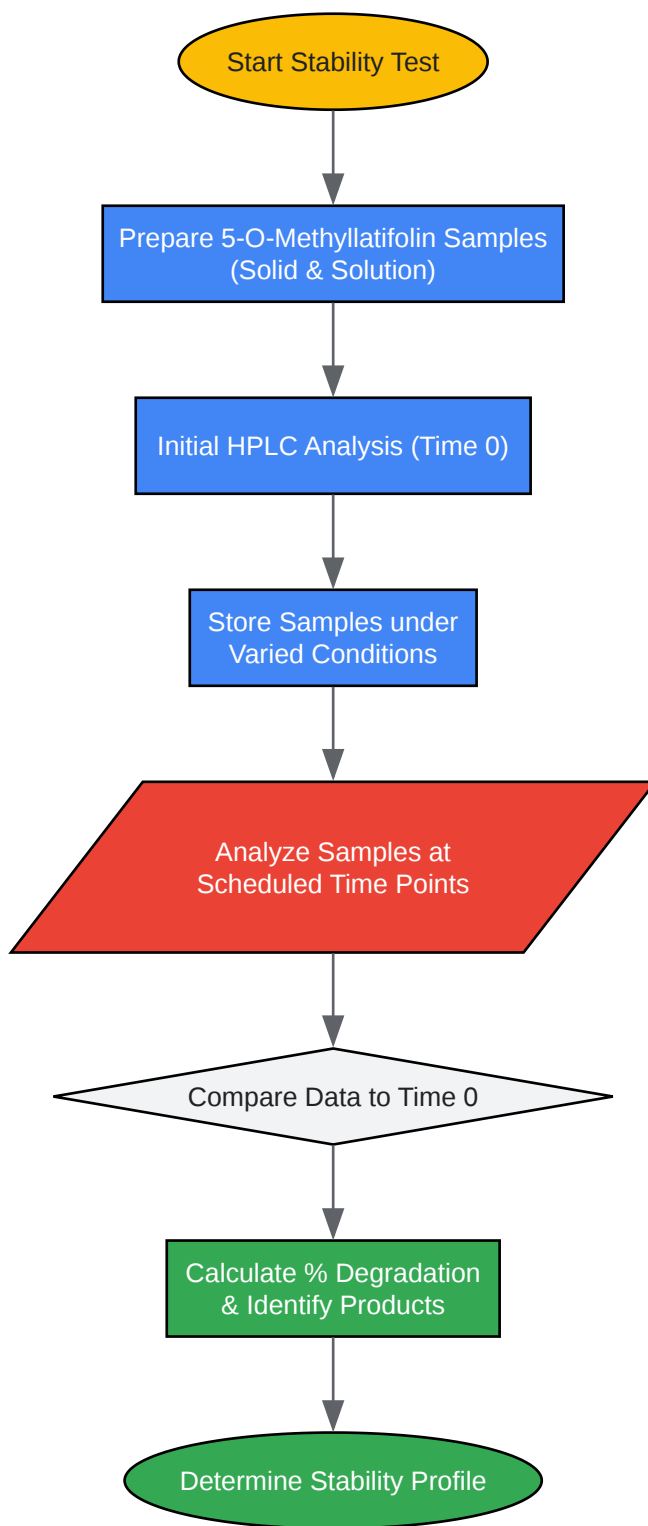 Start Stability Test
Prepare 5-O-Methyllatifolin Samples
(Solid & Solution)
Initial HPLC Analysis (Time 0)
Store Samples under
Varied Conditions
Analyze Samples at
Scheduled Time Points
Compare Data to Time 0
Calculate % Degradation
& Identify Products
Determine Stability Profile